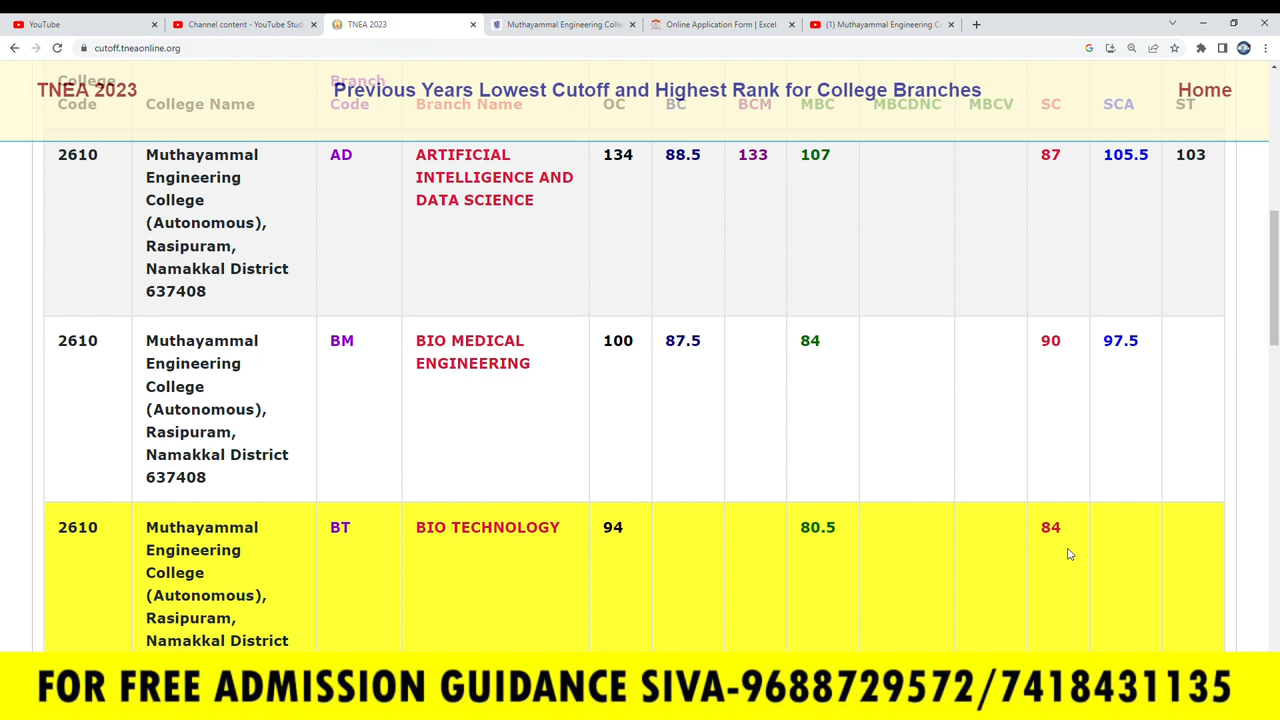 YouTube
Channel content - YouTube Stud
TNEA 2023
Muthayammal Engineering Colle
Online Application Form | Excel
(1) Muthayammal Engineering Co
cutoff.tneaonline.org
TNEA 2023 Previous Years Lowest Cutoff and Highest Rank for College Branches Home
College Code College Name Branch Code Branch Name OC BC BCM MBC MBCDNC MBCV SC SCA ST
2610 Muthayammal AD ARTIFICIAL 134 88.5 133 107 87 105.5 103
Engineering INTELLIGENCE AND
College DATA SCIENCE
(Autonomous),
Rasipuram,
Namakkal District
637408
2610 Muthayammal BM BIO MEDICAL 100 87.5 84 90 97.5
Engineering ENGINEERING
College
(Autonomous),
Rasipuram,
Namakkal District
637408
2610 Muthayammal BT BIO TECHNOLOGY 94 80.5 84
Engineering
College
(Autonomous),
Rasipuram,
Namakkal District
FOR FREE ADMISSION GUIDANCE SIVA-9688729572/7418431135